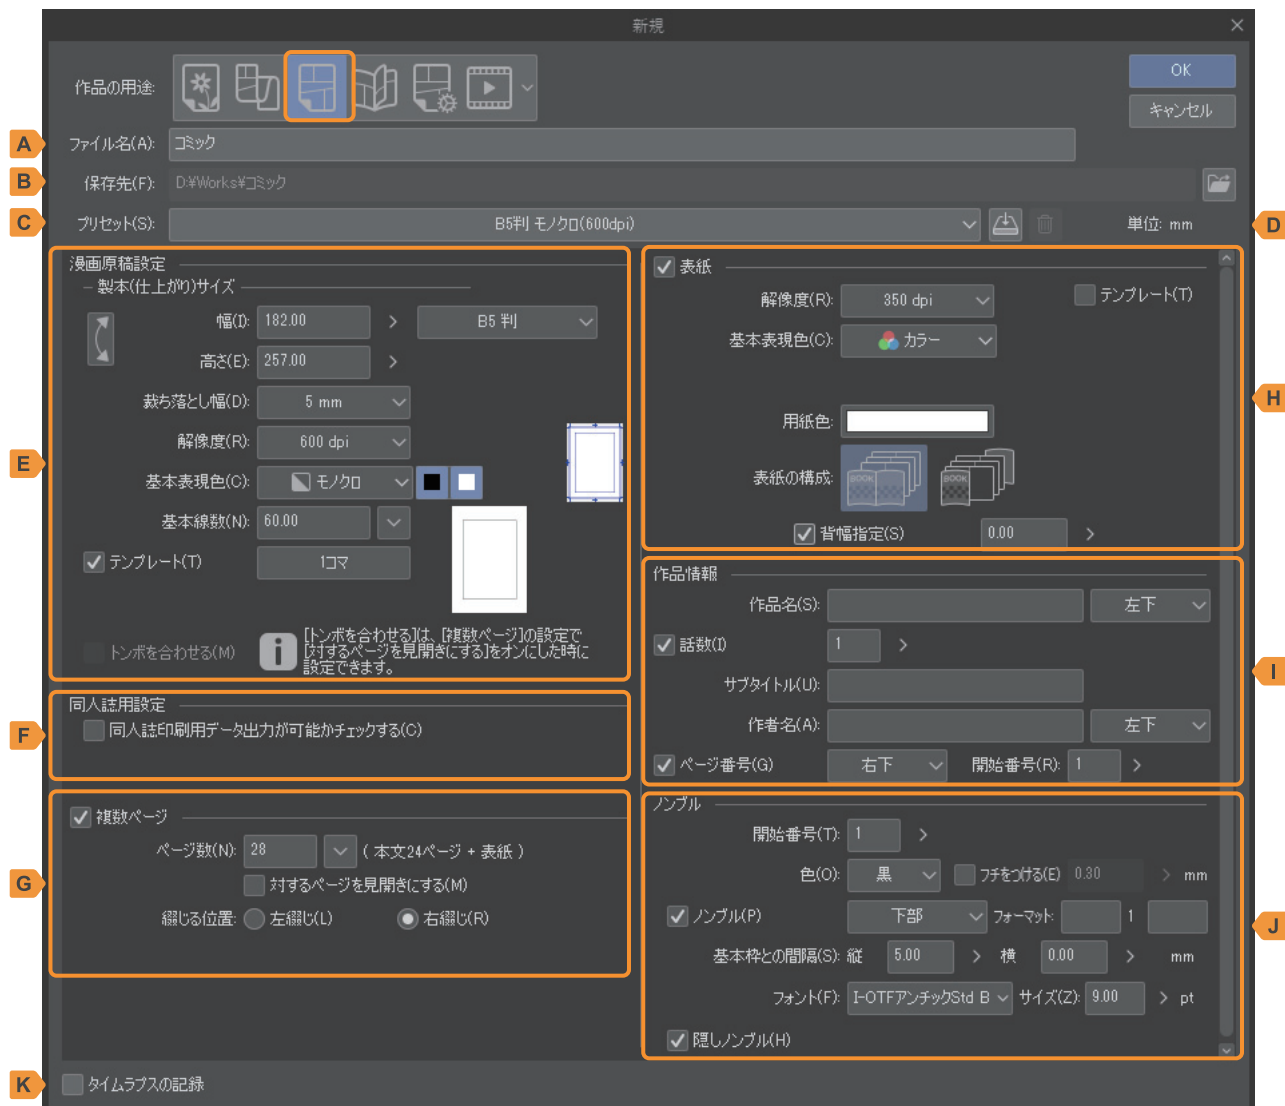 新規
作品の用途:
OK
キャンセル
A ファイル名(A): コミック
B 保存先(F): D:¥Works¥コミック
C プリセット(S): B5判 モノクロ(600dpi) 単位: mm D
漫画原稿設定
製本(仕上がり)サイズ
幅(I): 182.00 B5 判
高さ(E): 257.00
裁ち落とし幅(D): 5 mm
解像度(R): 600 dpi
E
基本表現色(C): モノクロ
基本線数(N): 60.00
テンプレート(T) 1コマ
トンボを合わせる(M)
[トンボを合わせる]は、[複数ページ]の設定で
[対するページを見開きにする]をオンにした時に
設定できます。
同人誌用設定
F 同人誌印刷用データ出力が可能かチェックする(C)
複数ページ
ページ数(N): 28 ( 本文24ページ + 表紙 )
G 対するページを見開きにする(M)
綴じる位置: 左綴じ(L) 右綴じ(R)
表紙
解像度(R): 350 dpi テンプレート(T)
基本表現色(C): カラー
H
用紙色:
表紙の構成: BOOK BOOK
背幅指定(S) 0.00
作品情報
作品名(S): 左下
話数(I) 1
I
サブタイトル(U):
作者名(A): 左下
ページ番号(G) 右下 開始番号(R): 1
ノンブル
開始番号(T): 1
色(O): 黒 フチをつける(E) 0.30 mm
ノンブル(P) 下部 フォーマット: 1
J
基本枠との間隔(S): 縦 5.00 横 0.00 mm
フォント(F): I-OTFアンチックStd B サイズ(Z): 9.00 pt
隠しノンブル(H)
K タイムラプスの記録